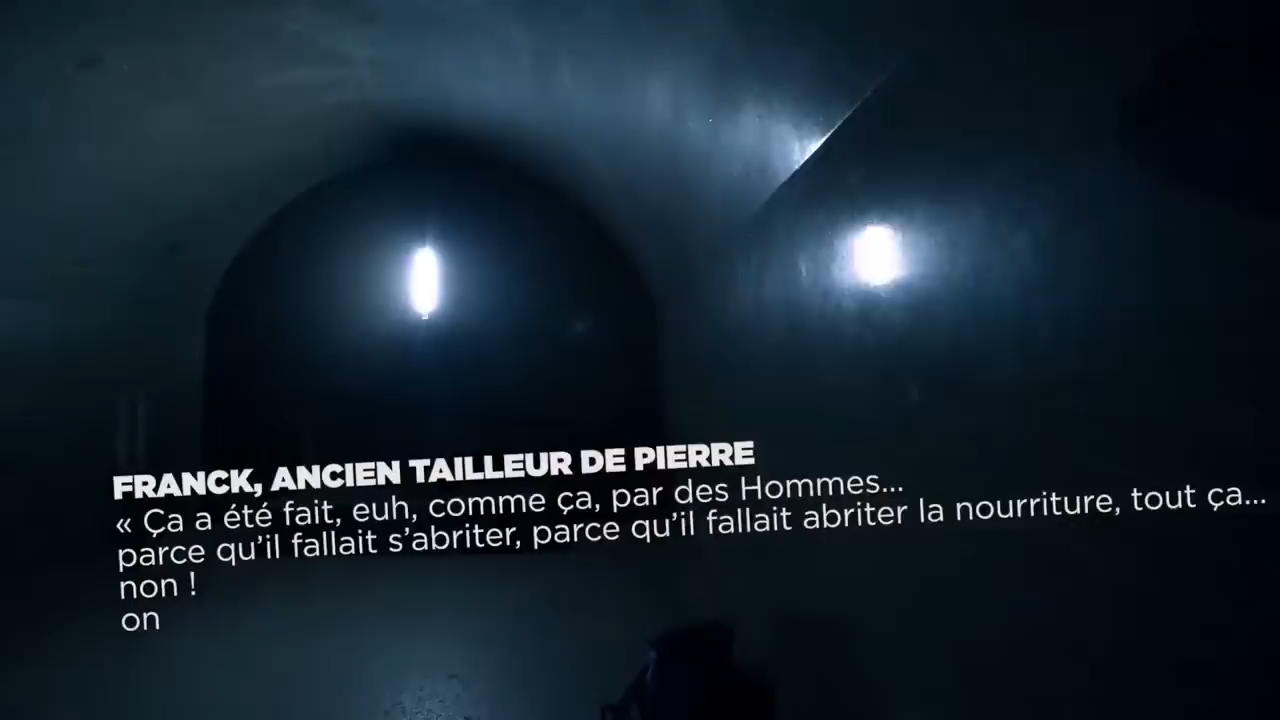 FRANCK, ANCIEN TAILLEUR DE PIERRE
« Ça a été fait, euh, comme ça, par des Hommes...
parce qu’il fallait s’abriter, parce qu’il fallait abriter la nourriture, tout ça...
non !
on